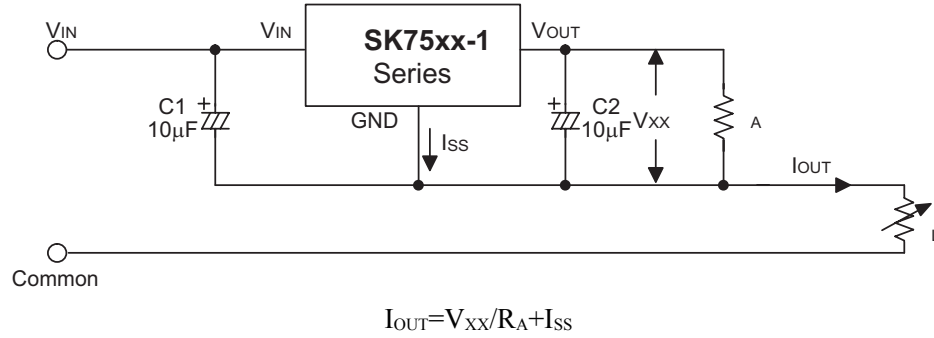 VIN
VIN
SK75xx-1
Series
VOUT
C1
10μF
+
GND
ISS
+
C2
10μF
VXX
A
IOUT
Common
IOUT=VXX/RA+ISS